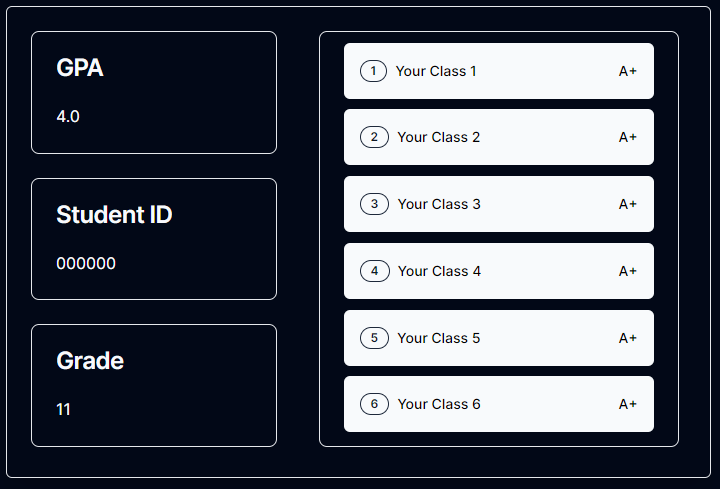 GPA
4.0
Student ID
000000
Grade
11
1 Your Class 1 A+
2 Your Class 2 A+
3 Your Class 3 A+
4 Your Class 4 A+
5 Your Class 5 A+
6 Your Class 6 A+